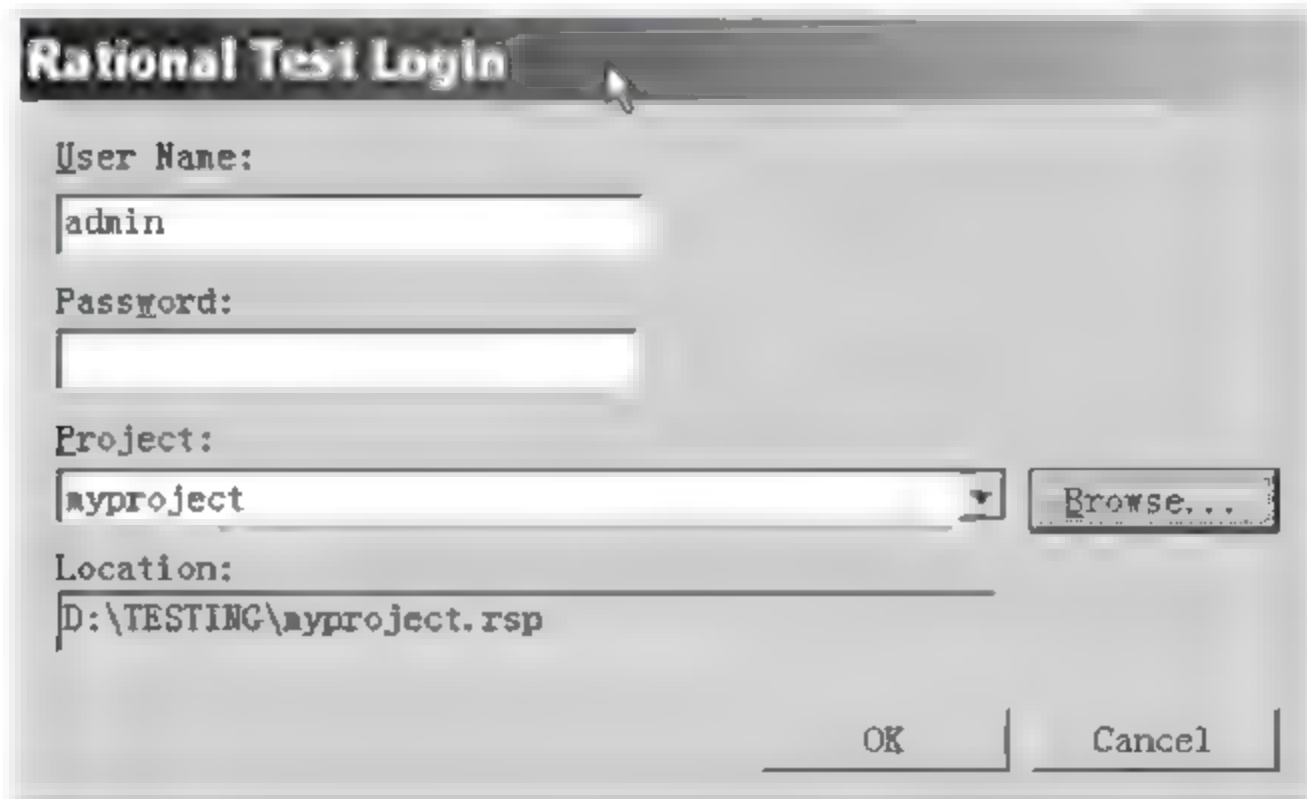 Rational Test Login
User Name:
admin
Password:
Project:
myproject
Browse...
Location:
D:\TESTING\myproject.rsp
OK Cancel